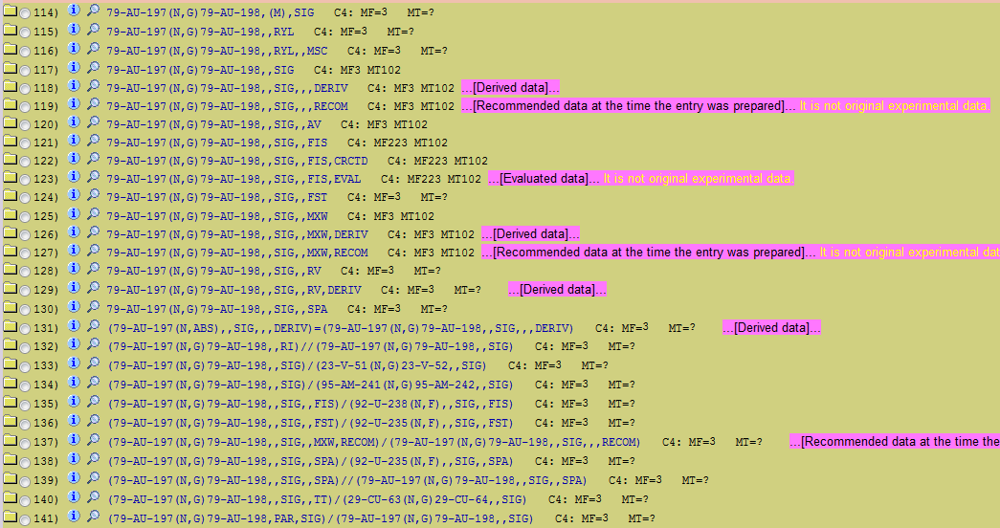 114) i 79-AU-197(N,G)79-AU-198,(M),SIG C4: MF=3 MT=?
115) i 79-AU-197(N,G)79-AU-198,,RYL C4: MF=3 MT=?
116) i 79-AU-197(N,G)79-AU-198,,RYL,,MSC C4: MF=3 MT=?
117) i 79-AU-197(N,G)79-AU-198,,SIG C4: MF3 MT102
118) i 79-AU-197(N,G)79-AU-198,,SIG,,,DERIV C4: MF3 MT102 ...[Derived data]...
119) i 79-AU-197(N,G)79-AU-198,,SIG,,,RECOM C4: MF3 MT102 ...[Recommended data at the time the entry was prepared]... It is not original experimental data.
120) i 79-AU-197(N,G)79-AU-198,,SIG,,AV C4: MF3 MT102
121) i 79-AU-197(N,G)79-AU-198,,SIG,,FIS C4: MF223 MT102
122) i 79-AU-197(N,G)79-AU-198,,SIG,,FIS,CRCTD C4: MF223 MT102
123) i 79-AU-197(N,G)79-AU-198,,SIG,,FIS,EVAL C4: MF223 MT102 ...[Evaluated data]... It is not original experimental data.
124) i 79-AU-197(N,G)79-AU-198,,SIG,,FST C4: MF=3 MT=?
125) i 79-AU-197(N,G)79-AU-198,,SIG,,MXW C4: MF3 MT102
126) i 79-AU-197(N,G)79-AU-198,,SIG,,MXW,DERIV C4: MF3 MT102 ...[Derived data]...
127) i 79-AU-197(N,G)79-AU-198,,SIG,,MXW,RECOM C4: MF3 MT102 ...[Recommended data at the time the entry was prepared]... It is not original experimental dat
128) i 79-AU-197(N,G)79-AU-198,,SIG,,RV C4: MF=3 MT=?
129) i 79-AU-197(N,G)79-AU-198,,SIG,,RV,DERIV C4: MF=3 MT=? ...[Derived data]...
130) i 79-AU-197(N,G)79-AU-198,,SIG,,SPA C4: MF=3 MT=?
131) i (79-AU-197(N,ABS),,SIG,,,DERIV)=(79-AU-197(N,G)79-AU-198,,SIG,,,DERIV) C4: MF=3 MT=? ...[Derived data]...
132) i (79-AU-197(N,G)79-AU-198,,RI)//(79-AU-197(N,G)79-AU-198,,SIG) C4: MF=3 MT=?
133) i (79-AU-197(N,G)79-AU-198,,SIG)/(23-V-51(N,G)23-V-52,,SIG) C4: MF=3 MT=?
134) i (79-AU-197(N,G)79-AU-198,,SIG)/(95-AM-241(N,G)95-AM-242,,SIG) C4: MF=3 MT=?
135) i (79-AU-197(N,G)79-AU-198,,SIG,,FIS)/(92-U-238(N,F),,SIG,,FIS) C4: MF=3 MT=?
136) i (79-AU-197(N,G)79-AU-198,,SIG,,FST)/(92-U-235(N,F),,SIG,,FST) C4: MF=3 MT=?
137) i (79-AU-197(N,G)79-AU-198,,SIG,,MXW,RECOM)/(79-AU-197(N,G)79-AU-198,,SIG,,,RECOM) C4: MF=3 MT=? ...[Recommended data at the time the
138) i (79-AU-197(N,G)79-AU-198,,SIG,,SPA)/(92-U-235(N,F),,SIG,,SPA) C4: MF=3 MT=?
139) i (79-AU-197(N,G)79-AU-198,,SIG,,SPA)//(79-AU-197(N,G)79-AU-198,,SIG,,SPA) C4: MF=3 MT=?
140) i (79-AU-197(N,G)79-AU-198,,SIG,,TT)/(29-CU-63(N,G)29-CU-64,,SIG) C4: MF=3 MT=?
141) i (79-AU-197(N,G)79-AU-198,PAR,SIG)/(79-AU-197(N,G)79-AU-198,,SIG) C4: MF=3 MT=?